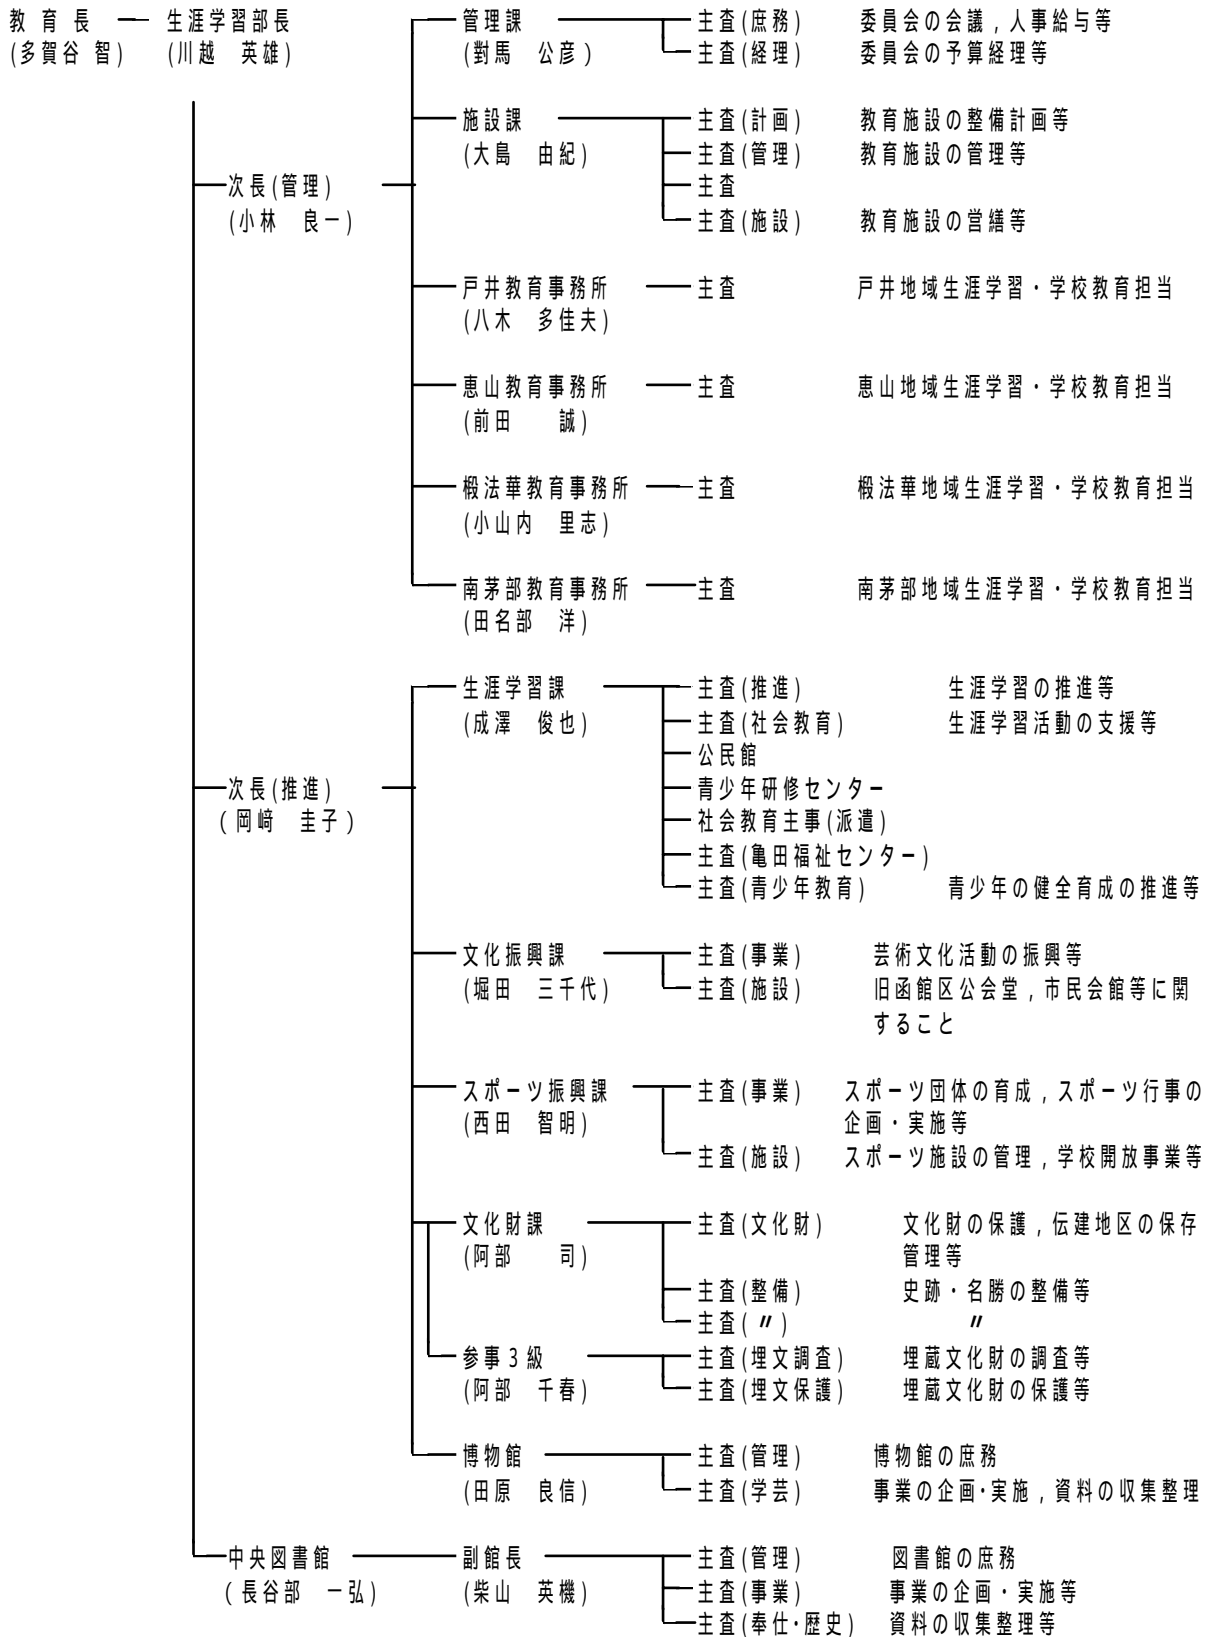 教育長 生涯学習部長 管理課 主査(庶務) 委員会の会議，人事給与等
(多賀谷 智) (川越 英雄) (對馬 公彦) 主査(経理) 委員会の予算経理等
施設課 主査(計画) 教育施設の整備計画等
(大島 由紀) 主査(管理) 教育施設の管理等
次長(管理) 主査
(小林 良一) 主査(施設) 教育施設の営繕等
戸井教育事務所 主査 戸井地域生涯学習・学校教育担当
(八木 多佳夫)
恵山教育事務所 主査 恵山地域生涯学習・学校教育担当
(前田 誠)
椴法華教育事務所 主査 椴法華地域生涯学習・学校教育担当
(小山内 里志)
南茅部教育事務所 主査 南茅部地域生涯学習・学校教育担当
(田名部 洋)
生涯学習課 主査(推進) 生涯学習の推進等
(成澤 俊也) 主査(社会教育) 生涯学習活動の支援等
公民館
次長(推進) 青少年研修センター
(岡﨑 圭子) 社会教育主事(派遣)
主査(亀田福祉センター)
主査(青少年教育) 青少年の健全育成の推進等
文化振興課 主査(事業) 芸術文化活動の振興等
(堀田 三千代) 主査(施設) 旧函館区公会堂，市民会館等に関
すること
スポーツ振興課 主査(事業) スポーツ団体の育成，スポーツ行事の
(西田 智明) 企画・実施等
主査(施設) スポーツ施設の管理，学校開放事業等
文化財課 主査(文化財) 文化財の保護，伝建地区の保存
(阿部 司) 管理等
主査(整備) 史跡・名勝の整備等
主査(〃) 〃
参事３級 主査(埋文調査) 埋蔵文化財の調査等
(阿部 千春) 主査(埋文保護) 埋蔵文化財の保護等
博物館 主査(管理) 博物館の庶務
(田原 良信) 主査(学芸) 事業の企画・実施，資料の収集整理
中央図書館 副館長 主査(管理) 図書館の庶務
(長谷部 一弘) (柴山 英機) 主査(事業) 事業の企画・実施等
主査(奉仕・歴史) 資料の収集整理等